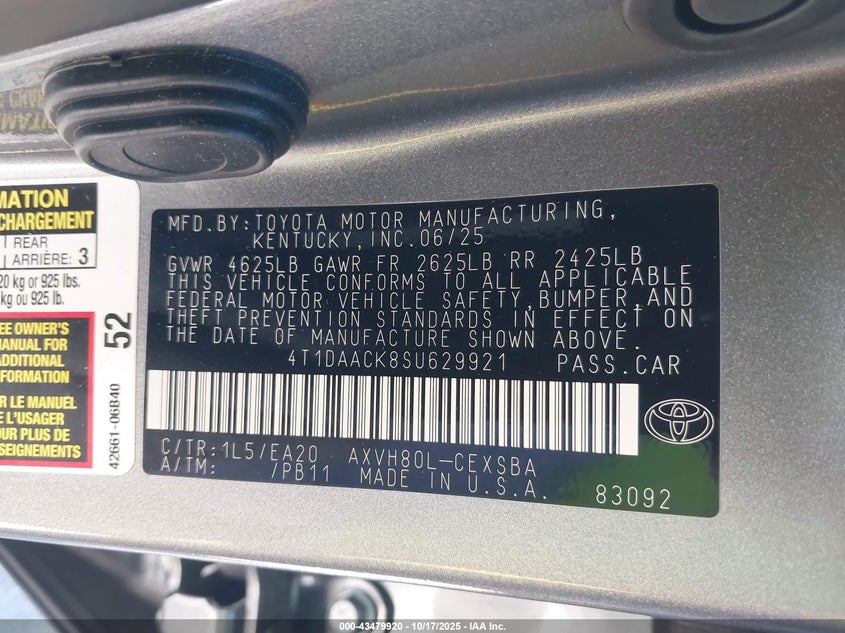 MATION
CHARGEMENT
REAR
ARRIÈRE: 3
20 kg or 925 lbs.
kg ou 925 lb.
EE OWNER'S
MANUAL FOR
ADDITIONAL
INFORMATION
R LE MANUEL
E L'USAGER
OUR PLUS DE
SEIGNEMENTS
52
42661-06B40
MFD.BY:TOYOTA MOTOR MANUFACTURING,
KENTUCKY,INC.06/25
GVWR 4625LB GAWR FR 2625LB RR 2425LB
THIS VEHICLE CONFORMS TO ALL APPLICABLE
FEDERAL MOTOR VEHICLE SAFETY,BUMPER,AND
THEFT PREVENTION STANDARDS IN EFFECT ON
THE DATE OF MANUFACTURE SHOWN ABOVE.
4T1DAACK8SU629921 PASS.CAR
C/TR:1L5/EA20 AXVH80L-CEXSBA
A/TM: /PB11 MADE IN U.S.A.
83092
000-43479920 - 10/17/2025 - IAA Inc.